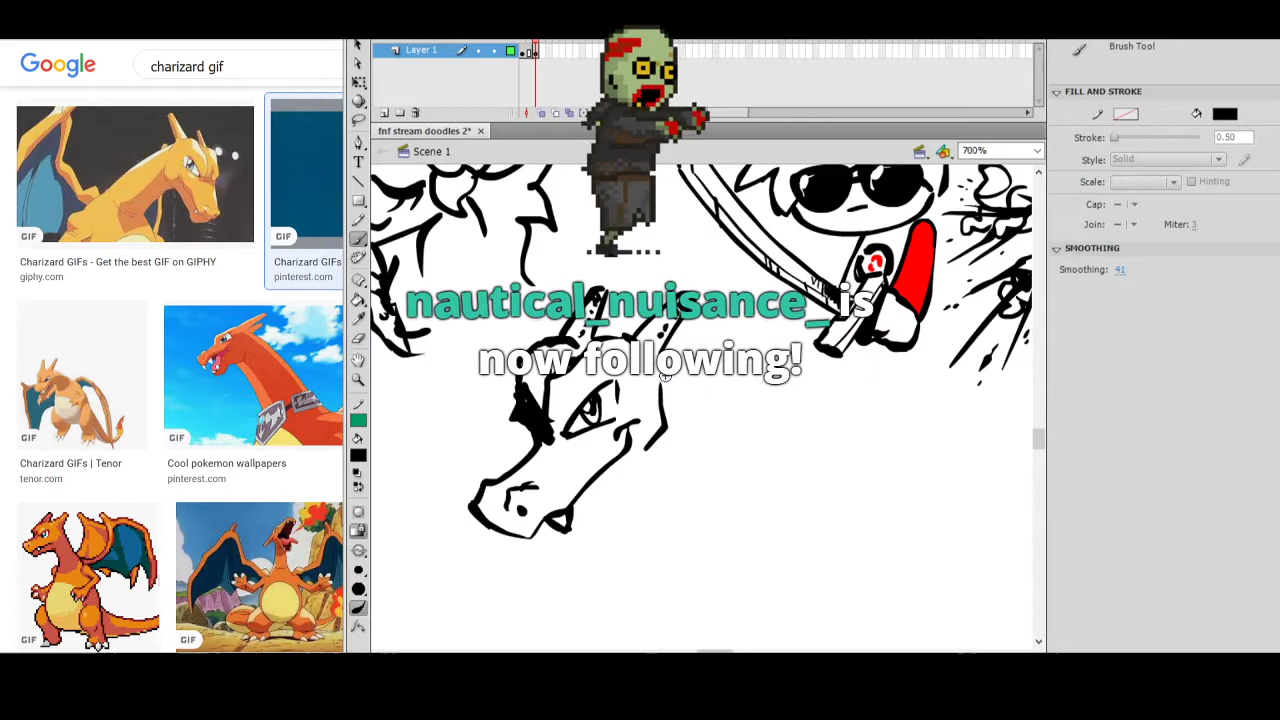 Google
charizard gif
GIF
Charizard GIFs - Get the best GIF on GIPHY
giphy.com
GIF
Charizard GIFs
pinterest.com
GIF
Charizard GIFs | Tenor
tenor.com
GIF
Cool pokemon wallpapers
pinterest.com
GIF
GIF
Layer 1
fnf stream doodles 2* ×
Scene 1
700%
T
nautical_nuisance_ is
now following!
Brush Tool
FILL AND STROKE
Stroke: 0.50
Style: Solid
Scale: Hinting
Cap:
Join: Miter: 3
SMOOTHING
Smoothing: 41